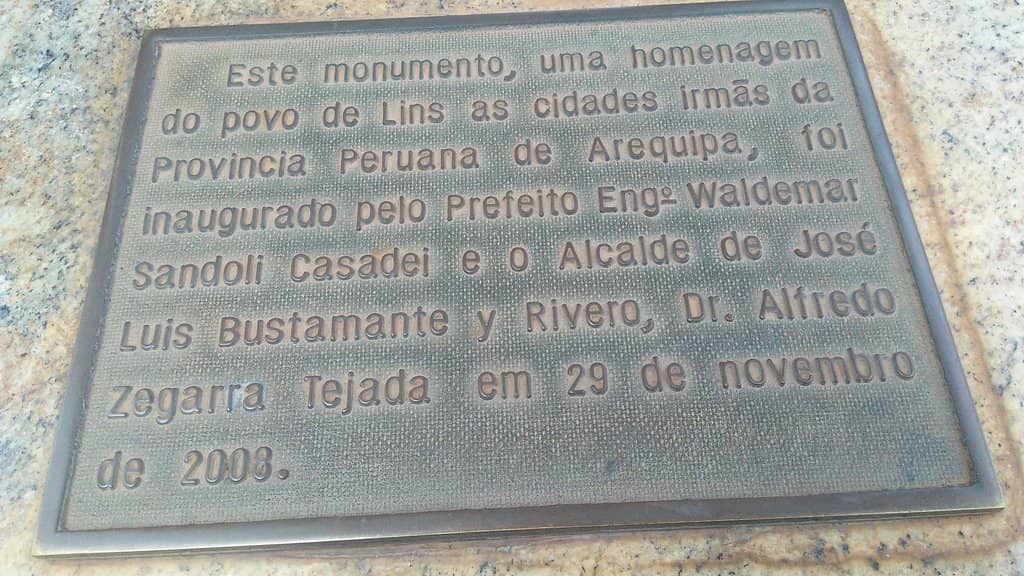 Este monumento, uma homenagem
do povo de Lins as cidades irmãs da
Provincia Peruana de Arequipa, foi
inaugurado pelo Prefeito Engº Waldemar
Sandoli Casadei e o Alcalde de José
Luis Bustamante y Rivero, Dr. Alfredo
Zegarra Tejada em 29 de novembro
de 2008.